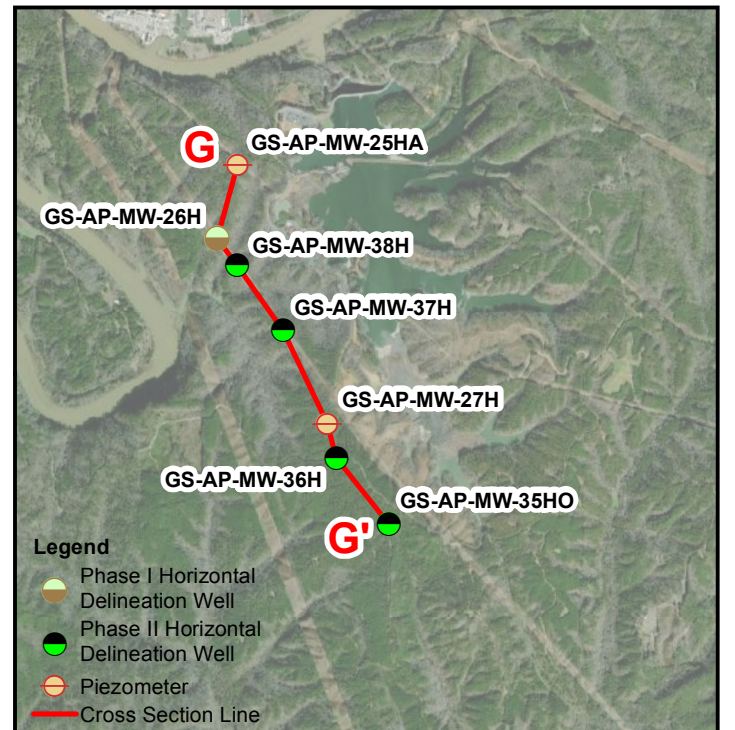 G
GS-AP-MW-25HA
GS-AP-MW-26H
GS-AP-MW-38H
GS-AP-MW-37H
GS-AP-MW-27H
GS-AP-MW-36H
GS-AP-MW-35HO
G'
Legend
Phase I Horizontal
Delineation Well
Phase II Horizontal
Delineation Well
Piezometer
Cross Section Line